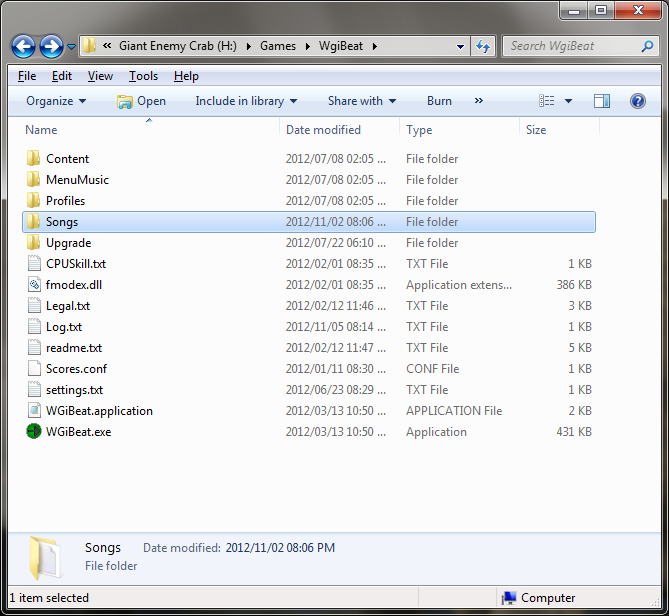 « Giant Enemy Crab (H:) Games WgiBeat Search WgiBeat
File Edit View Tools Help
Organize Open Include in library Share with Burn »
Name Date modified Type Size
Content 2012/07/08 02:05 ... File folder
MenuMusic 2012/07/08 02:05 ... File folder
Profiles 2012/07/08 02:05 ... File folder
Songs 2012/11/02 08:06 ... File folder
Upgrade 2012/07/22 06:10 ... File folder
CPUSkill.txt 2012/02/01 08:35 ... TXT File 1 KB
fmodex.dll 2012/02/01 08:35 ... Application extens... 386 KB
Legal.txt 2012/02/12 11:46 ... TXT File 3 KB
Log.txt 2012/11/05 08:14 ... TXT File 1 KB
readme.txt 2012/02/12 11:47 ... TXT File 5 KB
Scores.conf 2012/01/11 08:30 ... CONF File 1 KB
settings.txt 2012/06/23 08:29 ... TXT File 1 KB
WGiBeat.application 2012/03/13 10:50 ... APPLICATION File 2 KB
WGiBeat.exe 2012/03/13 10:50 ... Application 431 KB
Songs Date modified: 2012/11/02 08:06 PM
File folder
1 item selected Computer